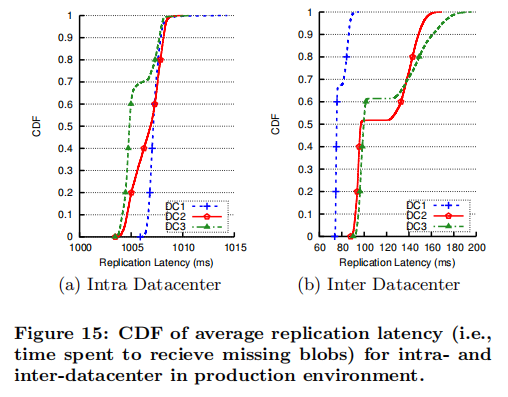 1
0.9
0.8
0.7
0.6
0.5
0.4
0.3
0.2
0.1
0
CDF
1000
1005
1010
1015
Replication Latency (ms)
DC1
DC2
DC3
(a) Intra Datacenter
1
0.9
0.8
0.7
0.6
0.5
0.4
0.3
0.2
0.1
0
CDF
60 80 100 120 140 160 180 200
Replication Latency (ms)
DC1
DC2
DC3
(b) Inter Datacenter
Figure 15: CDF of average replication latency (i.e.,
time spent to recieve missing blobs) for intra- and
inter-datacenter in production environment.